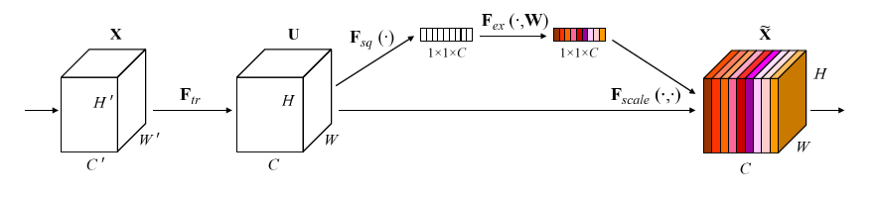 X
U
F_sq (·)
F_ex (·,W)
X̃
1×1×C
1×1×C
H′
F_tr
H
F_scale (·,·)
H
W′
W
W
C′
C
C